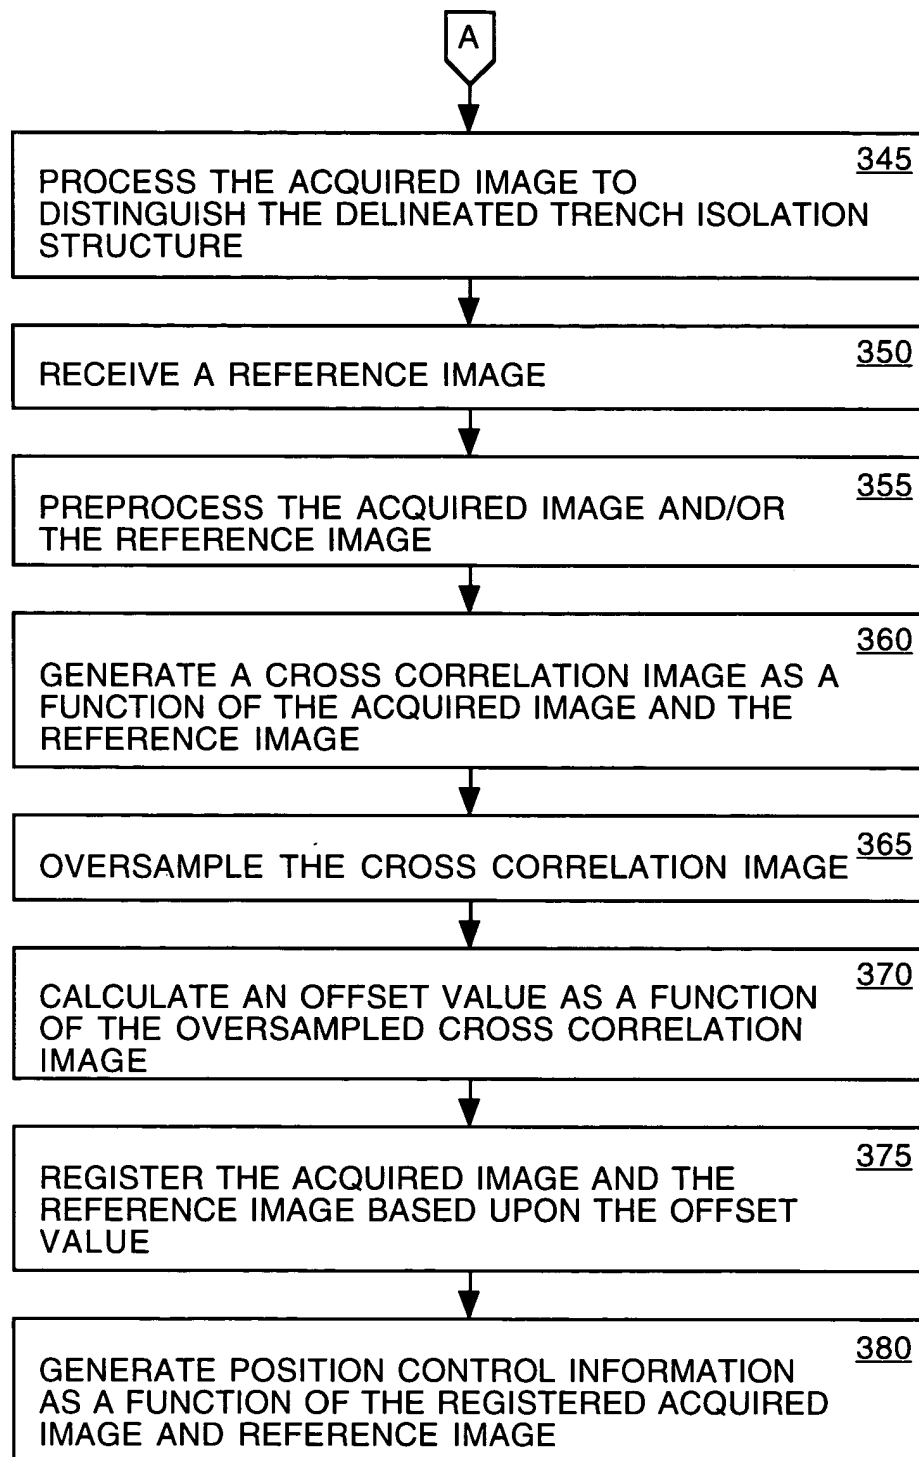 A
345
PROCESS THE ACQUIRED IMAGE TO
DISTINGUISH THE DELINEATED TRENCH ISOLATION
STRUCTURE
350
RECEIVE A REFERENCE IMAGE
355
PREPROCESS THE ACQUIRED IMAGE AND/OR
THE REFERENCE IMAGE
360
GENERATE A CROSS CORRELATION IMAGE AS A
FUNCTION OF THE ACQUIRED IMAGE AND THE
REFERENCE IMAGE
365
OVERSAMPLE THE CROSS CORRELATION IMAGE
370
CALCULATE AN OFFSET VALUE AS A FUNCTION
OF THE OVERSAMPLED CROSS CORRELATION
IMAGE
375
REGISTER THE ACQUIRED IMAGE AND THE
REFERENCE IMAGE BASED UPON THE OFFSET
VALUE
380
GENERATE POSITION CONTROL INFORMATION
AS A FUNCTION OF THE REGISTERED ACQUIRED
IMAGE AND REFERENCE IMAGE